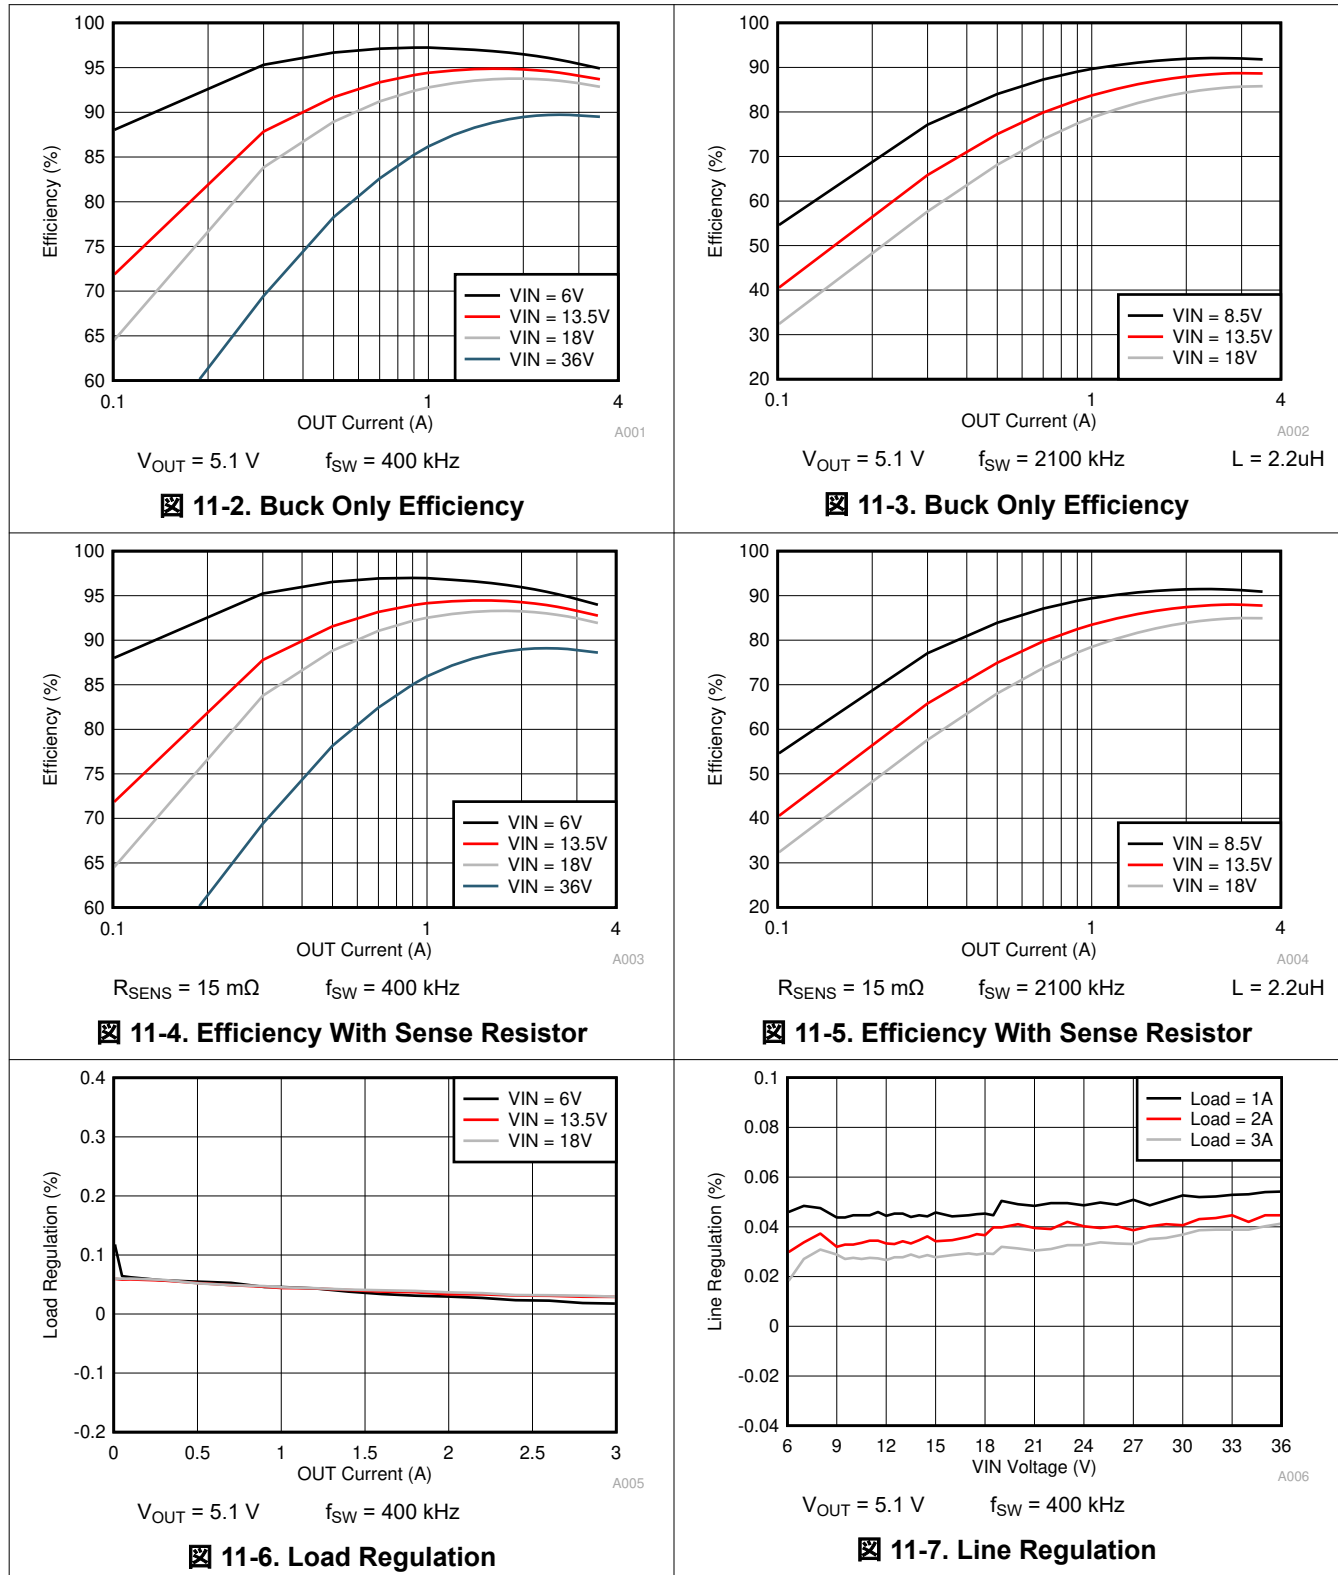 100
95
90
85
80
75
70
65
60
Efficiency (%)
VIN = 6V
VIN = 13.5V
VIN = 18V
VIN = 36V
0.1
1
4
OUT Current (A)
A001
VOUT = 5.1 V fSW = 400 kHz
図 11-2. Buck Only Efficiency
100
90
80
70
60
50
40
30
20
Efficiency (%)
VIN = 8.5V
VIN = 13.5V
VIN = 18V
0.1
1
4
OUT Current (A)
A002
VOUT = 5.1 V fSW = 2100 kHz L = 2.2uH
図 11-3. Buck Only Efficiency
100
95
90
85
80
75
70
65
60
Efficiency (%)
VIN = 6V
VIN = 13.5V
VIN = 18V
VIN = 36V
0.1
1
4
OUT Current (A)
A003
RSENS = 15 mΩ fSW = 400 kHz
図 11-4. Efficiency With Sense Resistor
100
90
80
70
60
50
40
30
20
Efficiency (%)
VIN = 8.5V
VIN = 13.5V
VIN = 18V
0.1
1
4
OUT Current (A)
A004
RSENS = 15 mΩ fSW = 2100 kHz L = 2.2uH
図 11-5. Efficiency With Sense Resistor
0.4
0.3
0.2
0.1
0
-0.1
-0.2
Load Regulation (%)
VIN = 6V
VIN = 13.5V
VIN = 18V
0 0.5 1 1.5 2 2.5 3
OUT Current (A)
A005
VOUT = 5.1 V fSW = 400 kHz
図 11-6. Load Regulation
0.1
0.08
0.06
0.04
0.02
0
-0.02
-0.04
Line Regulation (%)
Load = 1A
Load = 2A
Load = 3A
6 9 12 15 18 21 24 27 30 33 36
VIN Voltage (V)
A006
VOUT = 5.1 V fSW = 400 kHz
図 11-7. Line Regulation